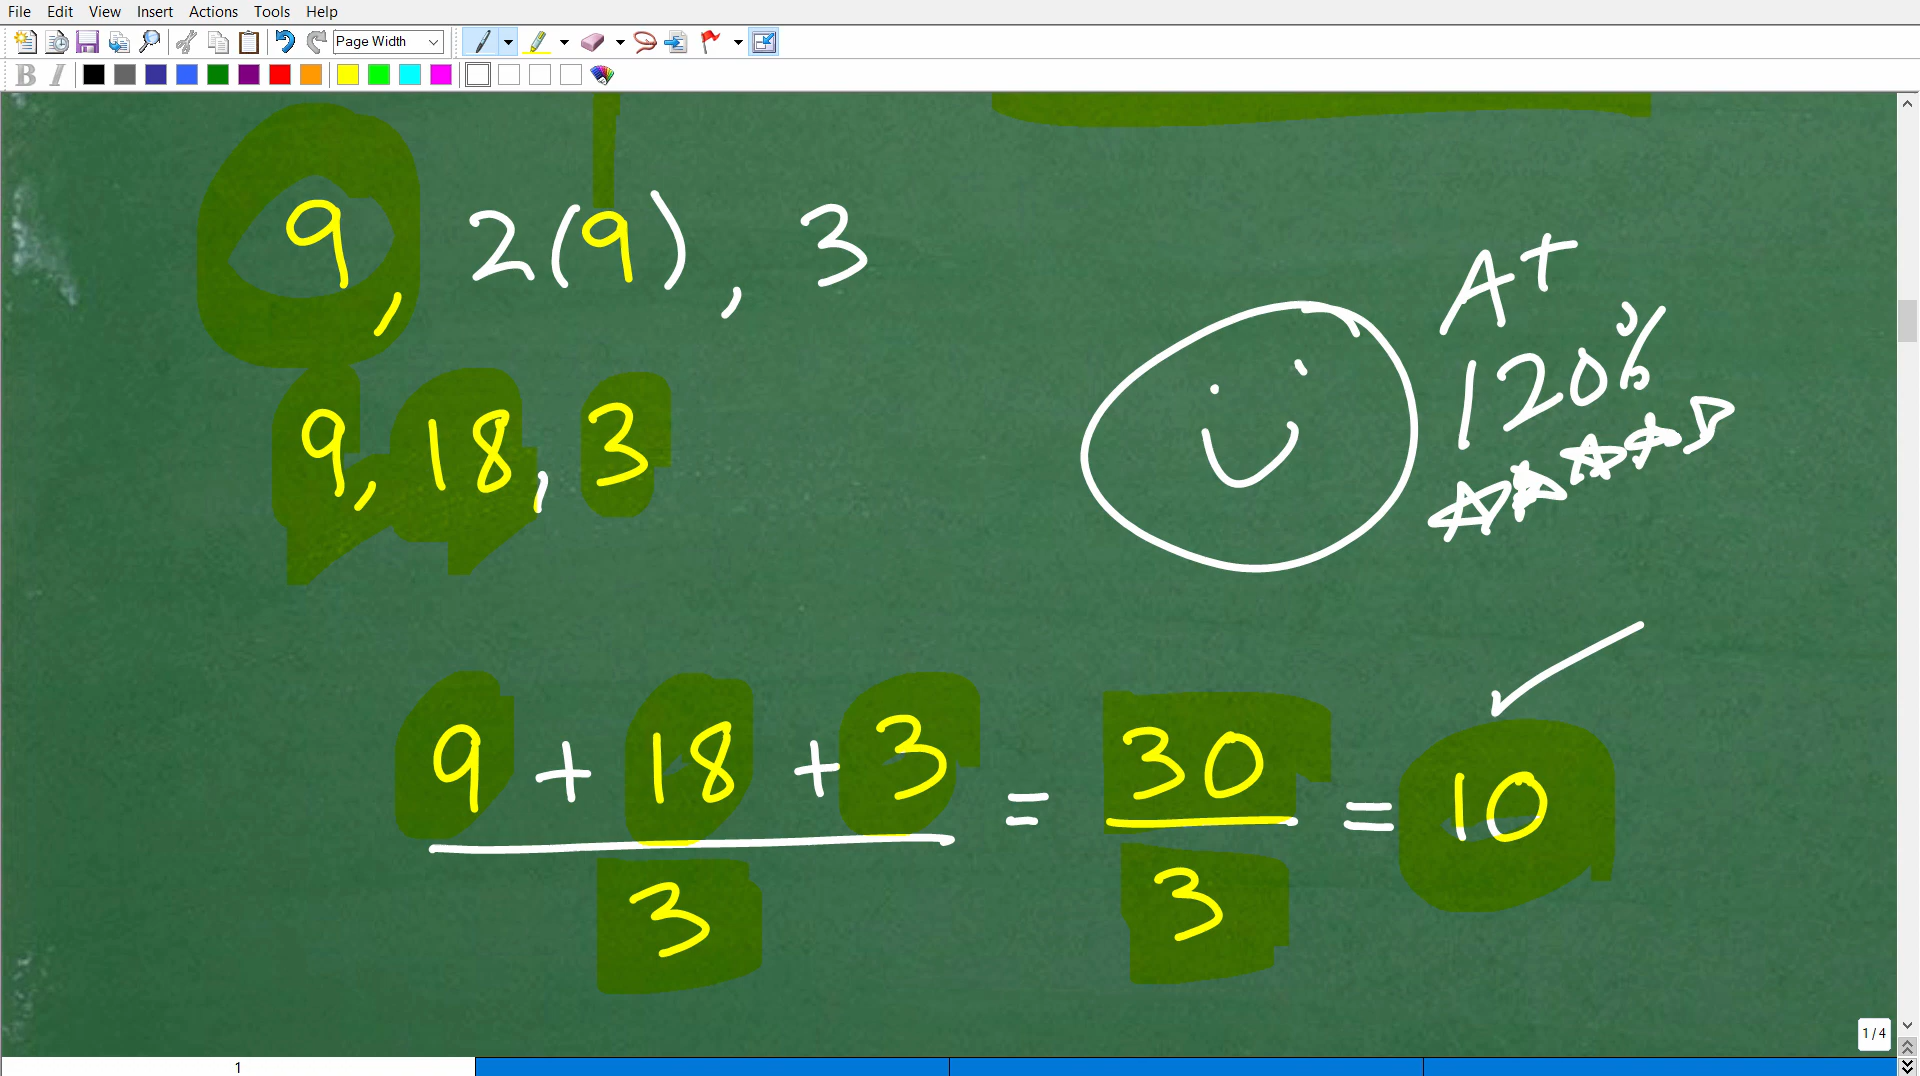 File Edit View Insert Actions Tools Help
Page Width
B I
9, 2(9), 3
A+
120%
9, 18, 3
9 + 18 + 3 = 30 = 10
3 3
1 / 4
1